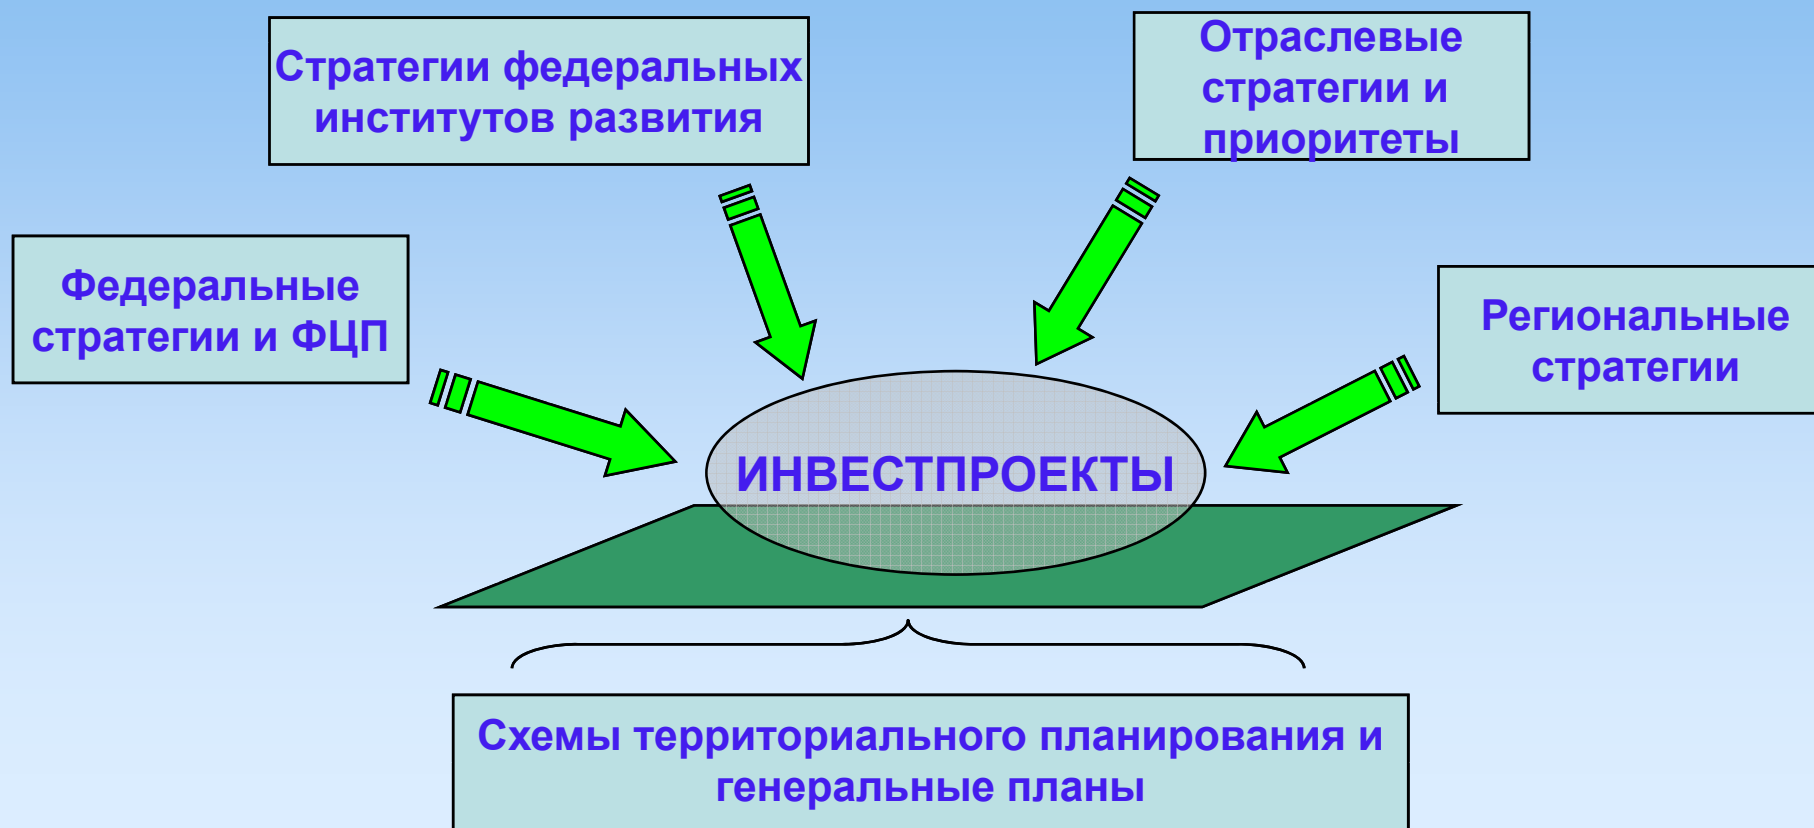 Стратегии федеральных
институтов развития
Отраслевые
стратегии и
приоритеты
Федеральные
стратегии и ФЦП
Региональные
стратегии
ИНВЕСТПРОЕКТЫ
Схемы территориального планирования и
генеральные планы